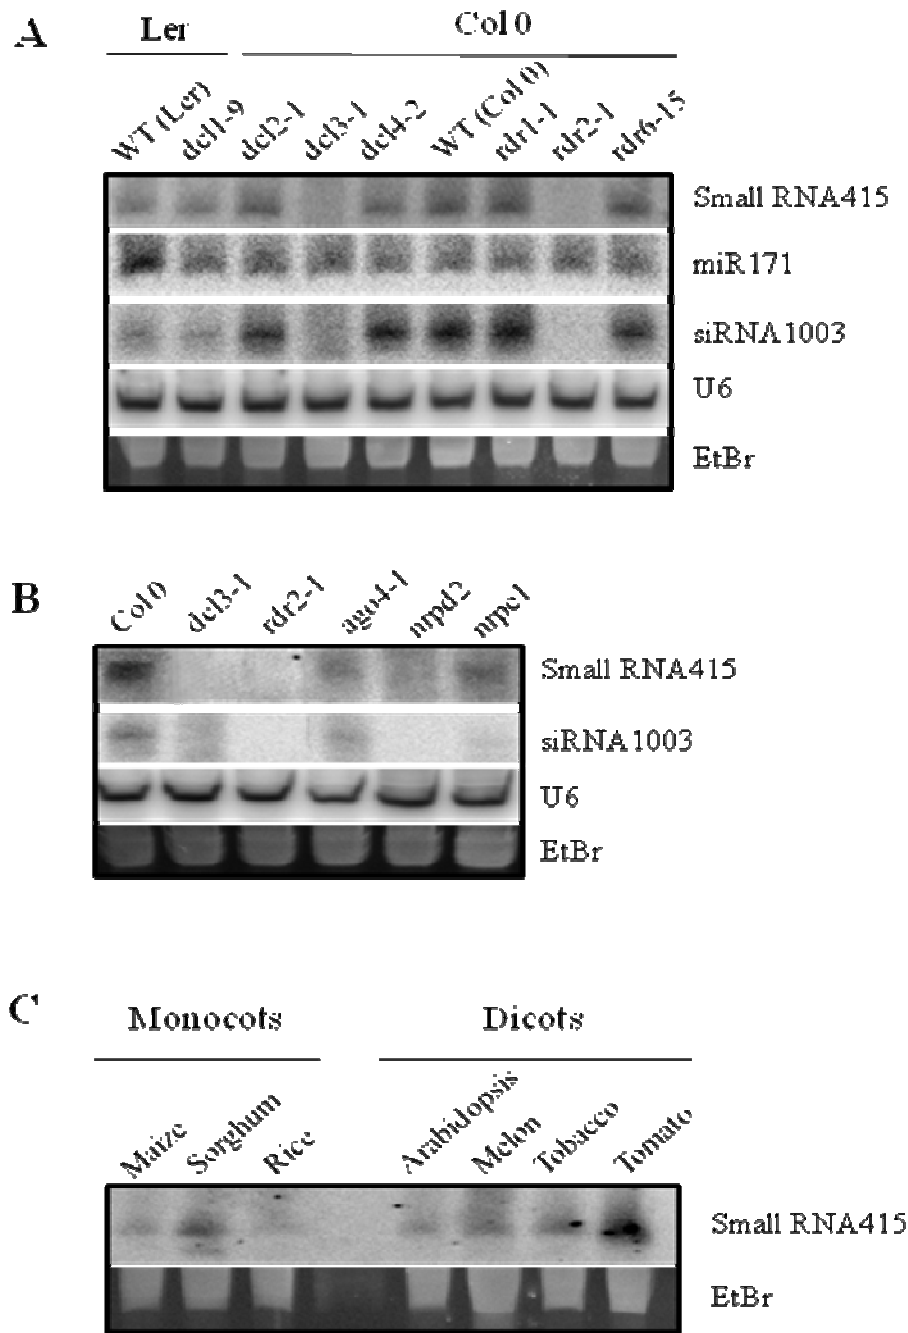 A
Ler Col 0
WT (Ler) dcl1-9 dcl2-1 dcl3-1 dcl4-2 WT (Col 0) rdr1-1 rdr2-1 rdr6-15
Small RNA415
miR171
siRNA1003
U6
EtBr
B
Col0 dcl3-1 rdr2-1 ago4-1 nrpd2 nrpe1
Small RNA415
siRNA1003
U6
EtBr
C
Monocots Dicots
Maize Sorghum Rice Arabidopsis Melon Tobacco Tomato
Small RNA415
EtBr